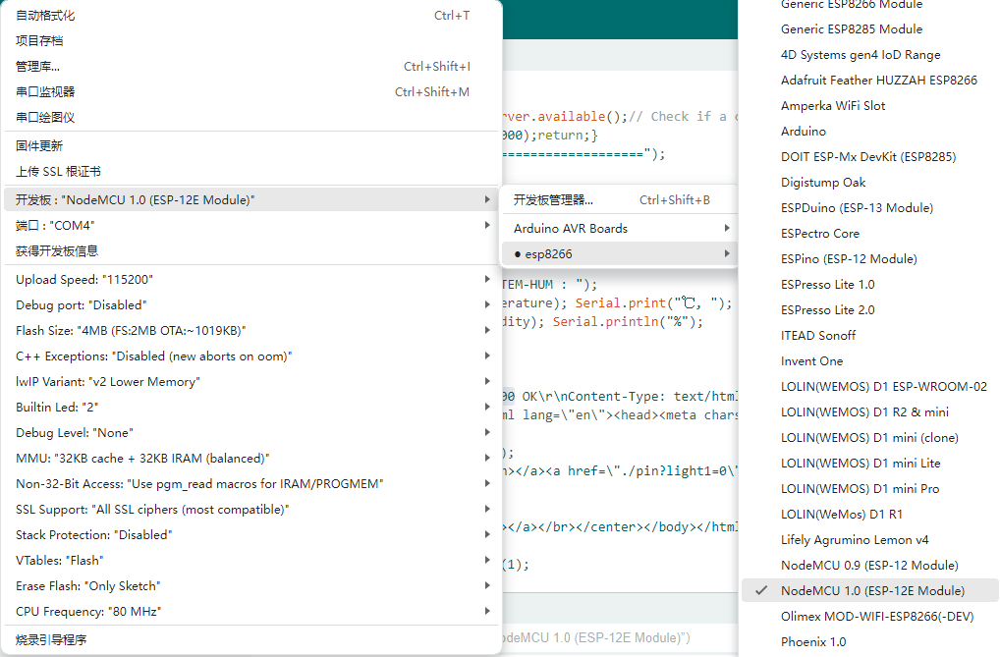 自动格式化 Ctrl+T
项目存档
管理库... Ctrl+Shift+I
串口监视器 Ctrl+Shift+M
串口绘图仪
固件更新
上传 SSL 根证书
开发板 : "NodeMCU 1.0 (ESP-12E Module)"
端口 : "COM4"
获得开发板信息
Upload Speed: "115200"
Debug port: "Disabled"
Flash Size: "4MB (FS:2MB OTA:~1019KB)"
C++ Exceptions: "Disabled (new aborts on oom)"
lwIP Variant: "v2 Lower Memory"
Builtin Led: "2"
Debug Level: "None"
MMU: "32KB cache + 32KB IRAM (balanced)"
Non-32-Bit Access: "Use pgm_read macros for IRAM/PROGMEM"
SSL Support: "All SSL ciphers (most compatible)"
Stack Protection: "Disabled"
VTables: "Flash"
Erase Flash: "Only Sketch"
CPU Frequency: "80 MHz"
烧录引导程序
rver.available();// Check if a c
000);return;}
===================");
开发板管理器... Ctrl+Shift+B
Arduino AVR Boards
● esp8266
TEM-HUM : ");
erature); Serial.print("℃, ");
dity); Serial.println("%");
00 OK\r\nContent-Type: text/html
ml lang=\"en\"><head><meta chars
);
n></a><a href=\"./pin?light1=0\"
></a></br></center></body></html
(1);
odeMCU 1.0 (ESP-12E Module)")
Generic ESP8266 Module
Generic ESP8285 Module
4D Systems gen4 IoD Range
Adafruit Feather HUZZAH ESP8266
Amperka WiFi Slot
Arduino
DOIT ESP-Mx DevKit (ESP8285)
Digistump Oak
ESPDuino (ESP-13 Module)
ESPectro Core
ESPino (ESP-12 Module)
ESPresso Lite 1.0
ESPresso Lite 2.0
ITEAD Sonoff
Invent One
LOLIN(WEMOS) D1 ESP-WROOM-02
LOLIN(WEMOS) D1 R2 & mini
LOLIN(WEMOS) D1 mini (clone)
LOLIN(WEMOS) D1 mini Lite
LOLIN(WEMOS) D1 mini Pro
LOLIN(WeMos) D1 R1
Lifely Agrumino Lemon v4
NodeMCU 0.9 (ESP-12 Module)
NodeMCU 1.0 (ESP-12E Module)
Olimex MOD-WIFI-ESP8266(-DEV)
Phoenix 1.0